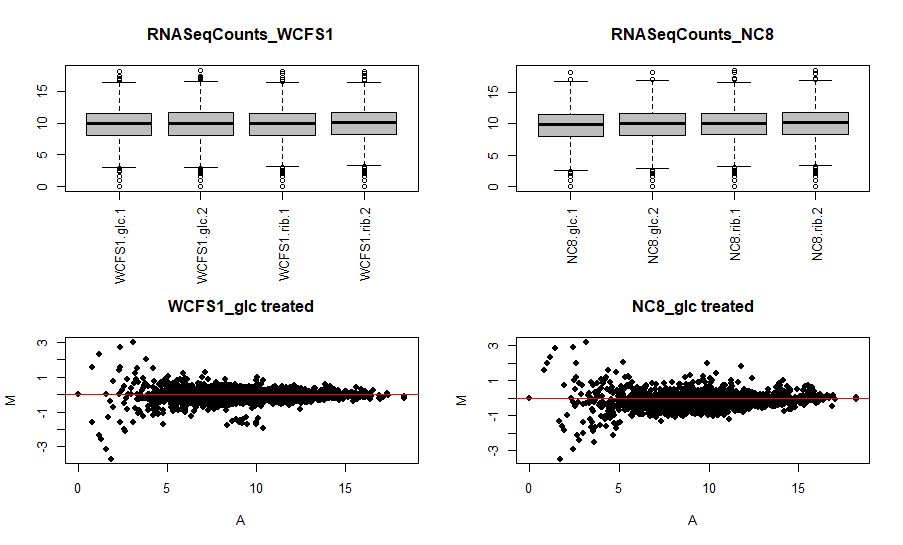 RNASeqCounts_WCFS1
RNASeqCounts_NC8
15
10
5
0
WCFS1.glc.1
WCFS1.glc.2
WCFS1.rib.1
WCFS1.rib.2
15
10
5
0
NC8.glc.1
NC8.glc.2
NC8.rib.1
NC8.rib.2
WCFS1_glc treated
NC8_glc treated
M
3
1
-1
-3
0 5 10 15
A
M
3
1
-1
-3
0 5 10 15
A